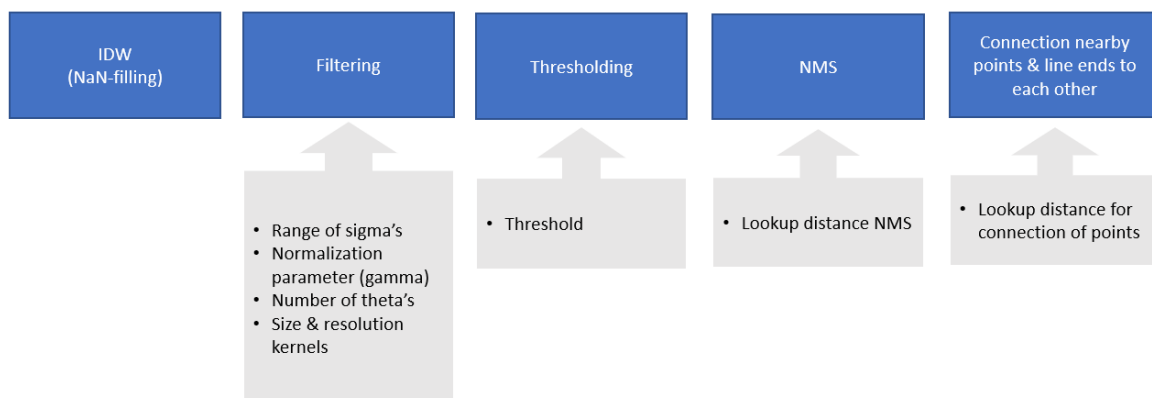 IDW
(NaN-filling)
Filtering
Thresholding
NMS
Connection nearby
points & line ends to
each other
• Range of sigma's
• Normalization
parameter (gamma)
• Number of theta's
• Size & resolution
kernels
• Threshold
• Lookup distance NMS
• Lookup distance for
connection of points